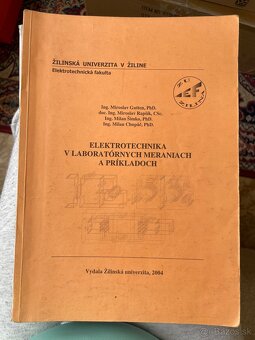 ŽILINSKÁ UNIVERZITA V ŽILINE
Elektrotechnická fakulta
Ing. Miroslav Gutten, PhD.
doc. Ing. Miroslav Rapšík, CSc.
Ing. Milan Šimko, PhD.
Ing. Milan Chupáč, PhD.
ELEKTROTECHNIKA
V LABORATÓRNYCH MERANIACH
A PRÍKLADOCH
Vydala Žilinská univerzita, 2004